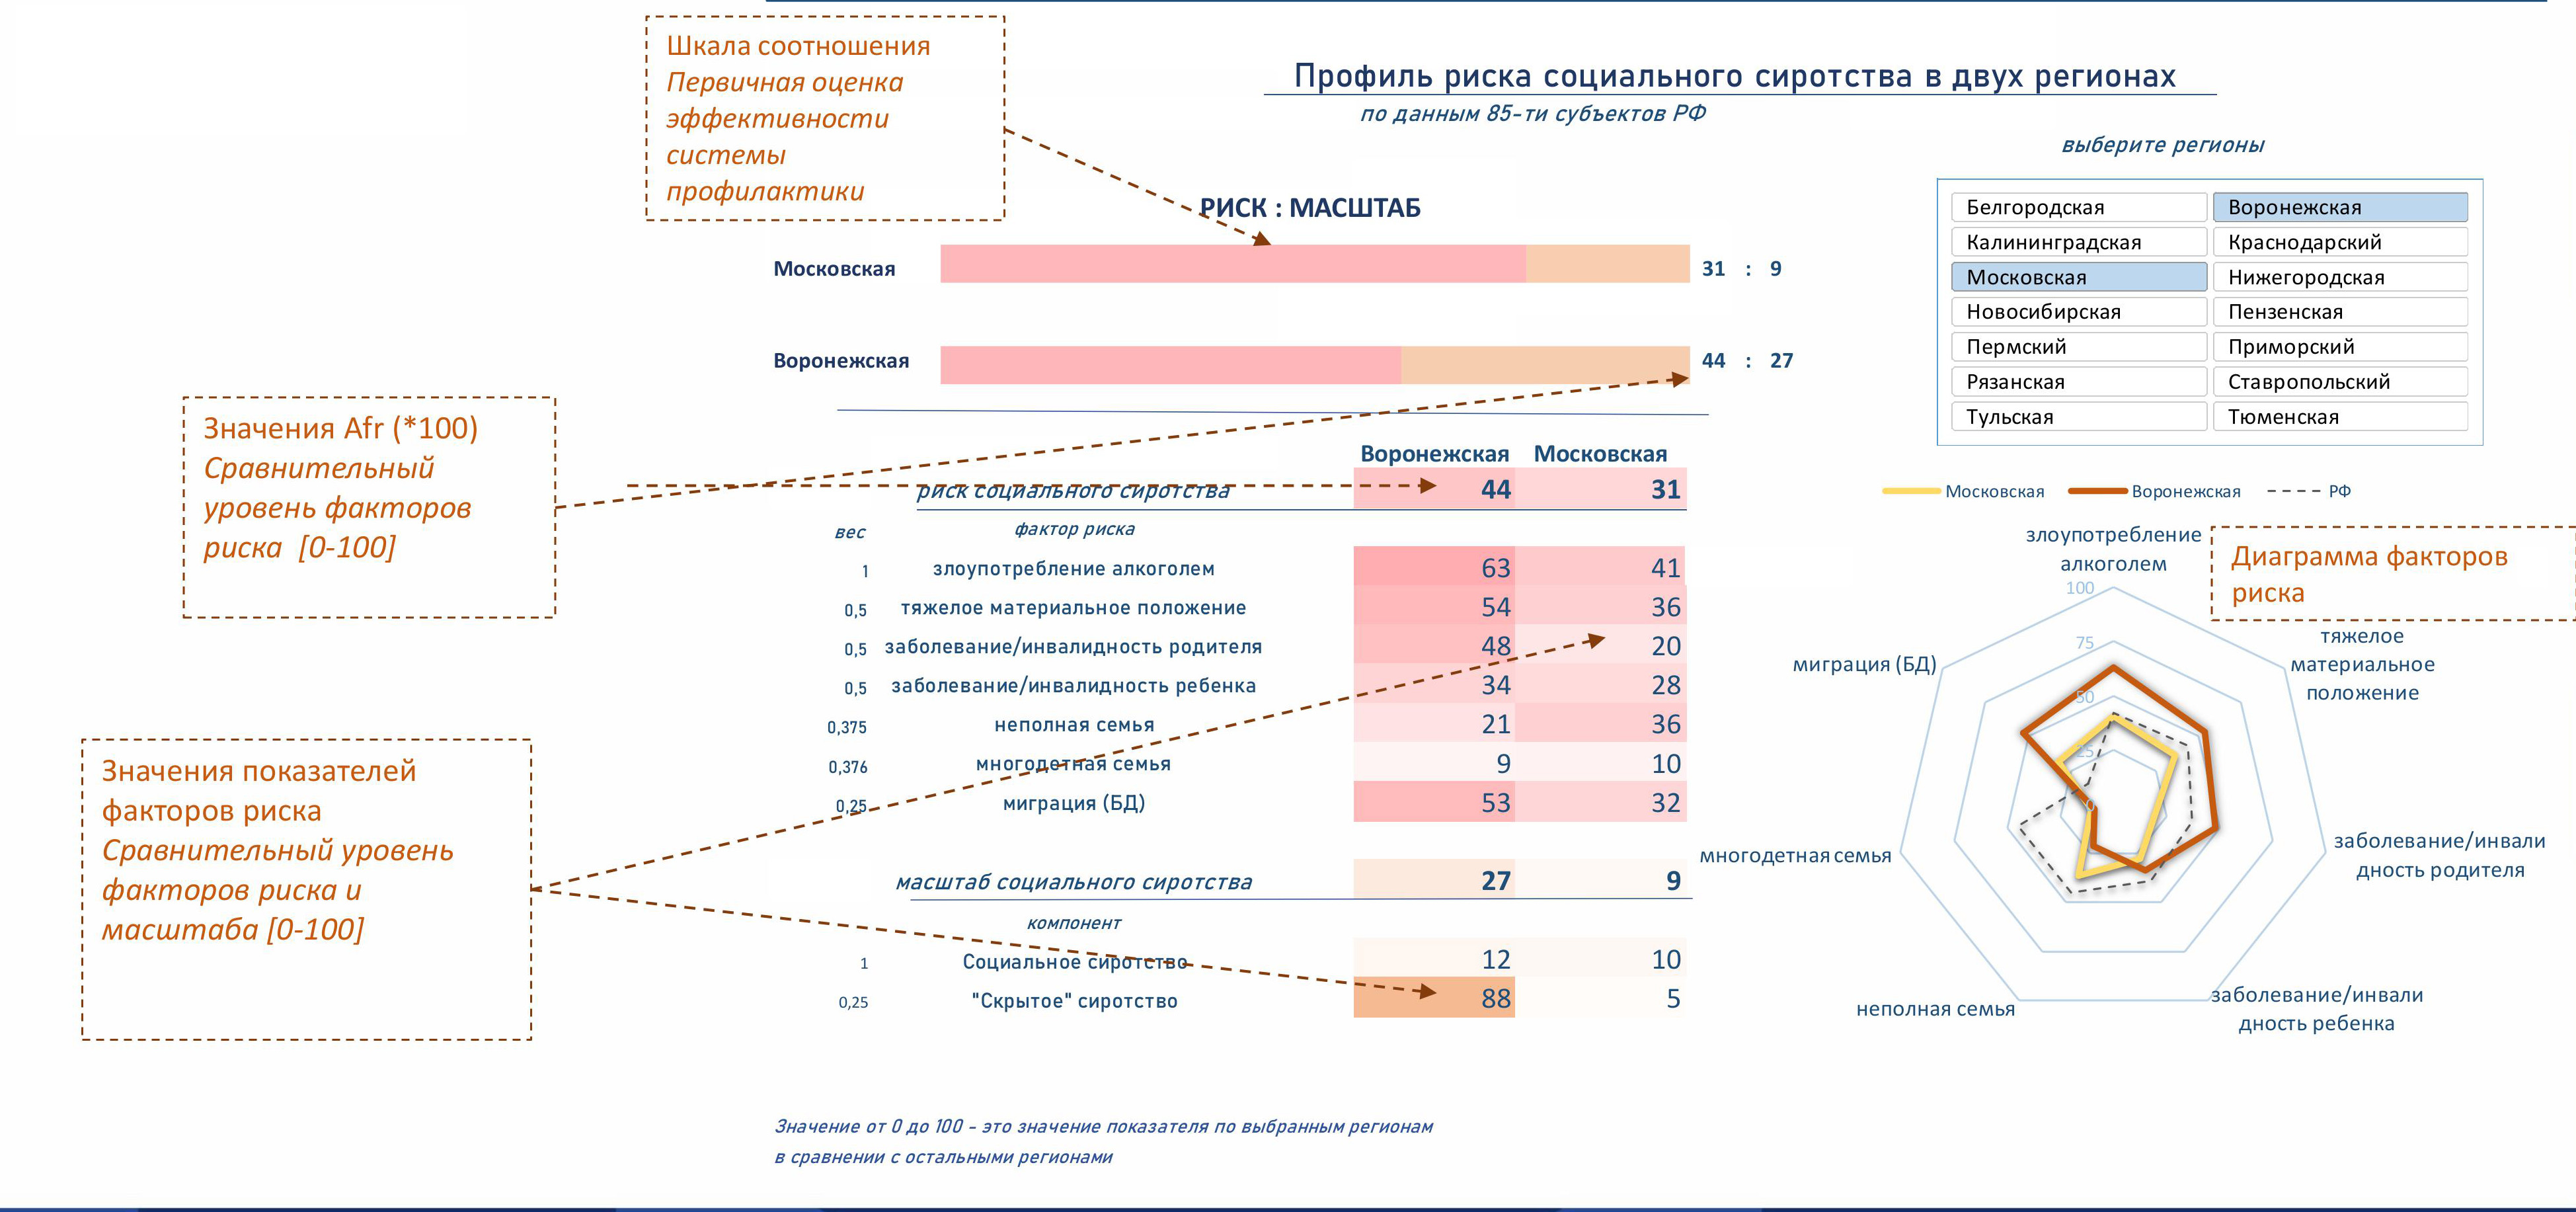 Шкала соотношения
Первичная оценка
эффективности
системы
профилактики
Профиль риска социального сиротства в двух регионах
по данным 85-ти субъектов РФ
выберите регионы
Белгородская Воронежская
Калининградская Краснодарский
Московская Нижегородская
Новосибирская Пензенская
Пермский Приморский
Рязанская Ставропольский
Тульская Тюменская
РИСК : МАСШТАБ
Московская 31 : 9
Воронежская 44 : 27
Значения Afr (*100)
Сравнительный
уровень факторов
риска [0-100]
Значения показателей
факторов риска
Сравнительный уровень
факторов риска и
масштаба [0-100]
Воронежская Московская
риск социального сиротства 44 31
вес фактор риска
1 злоупотребление алкоголем 63 41
0,5 тяжелое материальное положение 54 36
0,5 заболевание/инвалидность родителя 48 20
0,5 заболевание/инвалидность ребенка 34 28
0,375 неполная семья 21 36
0,376 многодетная семья 9 10
0,25 миграция (БД) 53 32
масштаб социального сиротства 27 9
компонент
1 Социальное сиротство 12 10
0,25 "Скрытое" сиротство 88 5
Московская Воронежская РФ
Диаграмма факторов
риска
злоупотребление
алкоголем
100
75
50
25
0
тяжелое
материальное
положение
заболевание/инвали
дность родителя
заболевание/инвали
дность ребенка
неполная семья
многодетная семья
миграция (БД)
Значение от 0 до 100 - это значение показателя по выбранным регионам
в сравнении с остальными регионами